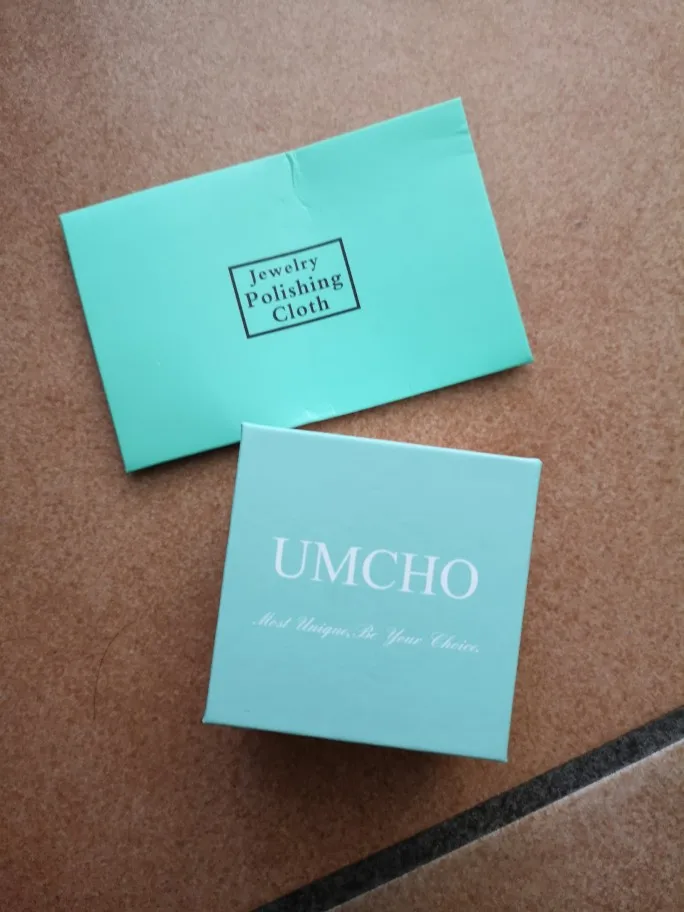 Jewelry
Polishing
Cloth
UMCHO
Most Unique, Be Your Choice.